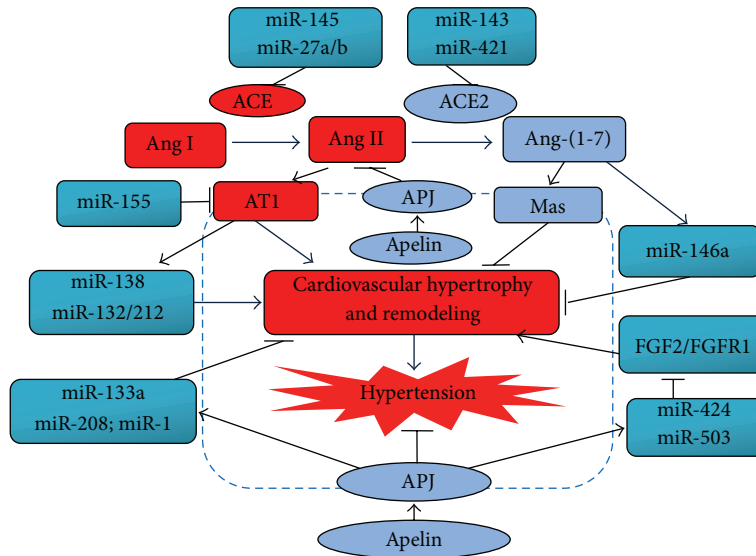 miR-145
miR-27a/b
miR-143
miR-421
ACE
ACE2
Ang I
Ang II
Ang-(1-7)
miR-155
AT1
APJ
Mas
Apelin
miR-146a
miR-138
miR-132/212
Cardiovascular hypertrophy
and remodeling
FGF2/FGFR1
miR-133a
miR-208; miR-1
Hypertension
miR-424
miR-503
APJ
Apelin